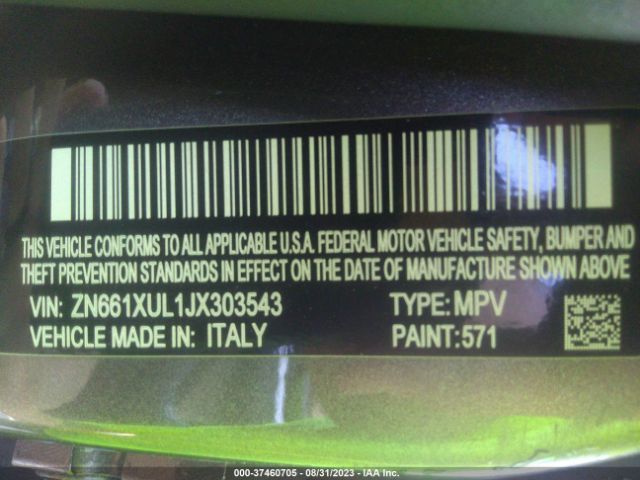 THIS VEHICLE CONFORMS TO ALL APPLICABLE U.S.A. FEDERAL MOTOR VEHICLE SAFETY, BUMPER AND
THEFT PREVENTION STANDARDS IN EFFECT ON THE DATE OF MANUFACTURE SHOWN ABOVE
VIN: ZN661XUL1JX303543 TYPE: MPV
VEHICLE MADE IN: ITALY PAINT:571
000-37460705 - 08/31/2023 - IAA Inc.